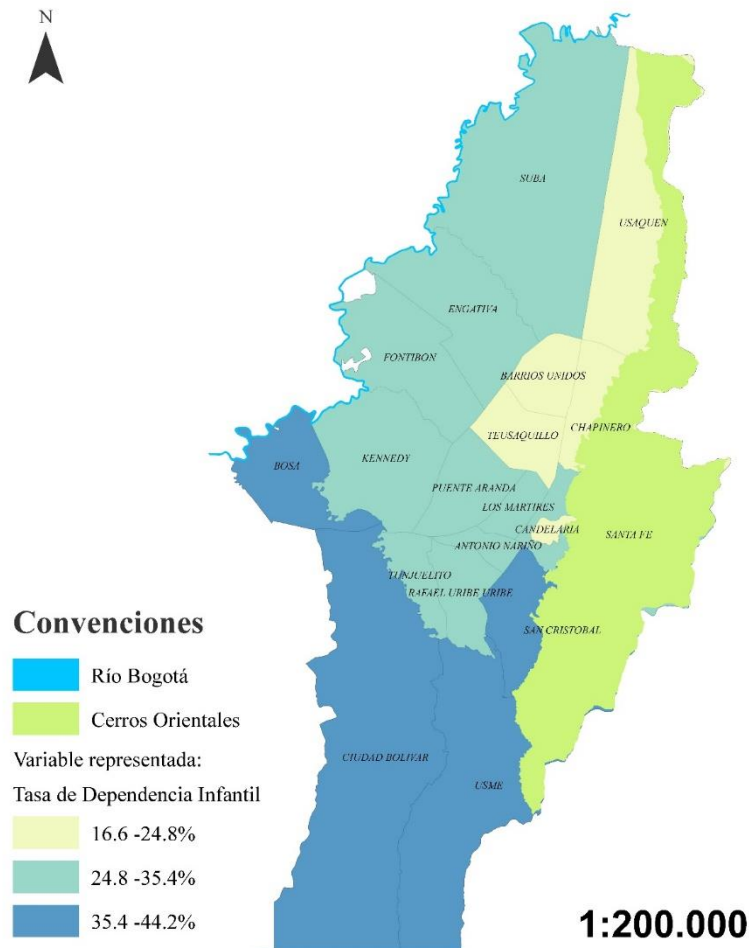 N
SUBA
USAQUEN
ENGATIVA
FONTIBON
BARRIOS UNIDOS
TEUSAQUILLO
CHAPINERO
BOSA
KENNEDY
PUENTE ARANDA
LOS MARTIRES
CANDELARIA
SANTA FE
ANTONIO NARIÑO
TUNJUELITO
RAFAEL URIBE URIBE
SAN CRISTOBAL
CIUDAD BOLIVAR
USME
Convenciones
Río Bogotá
Cerros Orientales
Variable representada:
Tasa de Dependencia Infantil
16.6 -24.8%
24.8 -35.4%
35.4 -44.2%
1:200.000